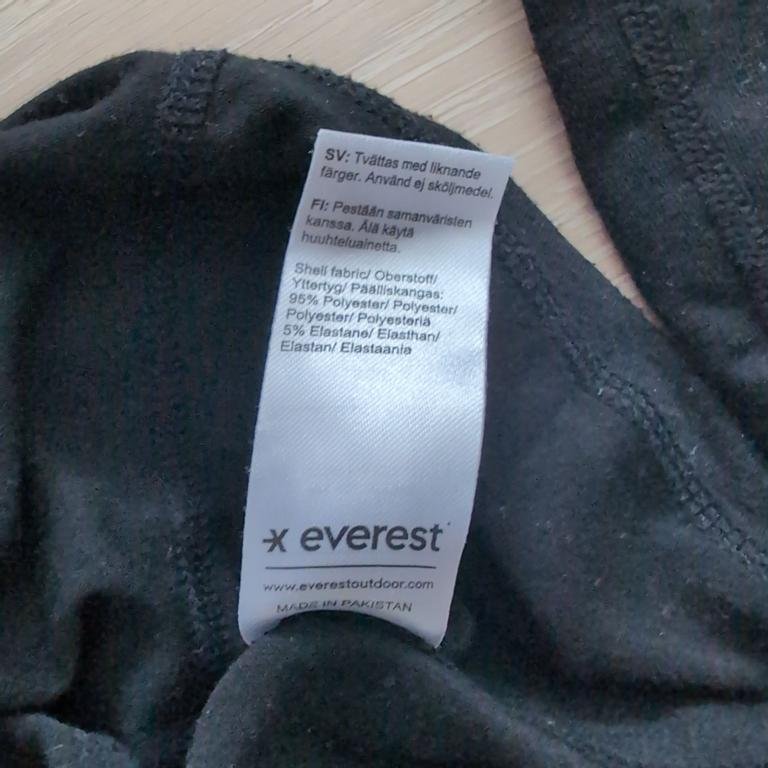 SV: Tvättas med liknande
färger. Använd ej sköljmedel.
FI: Pestään samanväristen
kanssa. Älä käytä
huuhteluainetta.
Shell fabric/ Oberstoff/
Yttertyg/ Päälliskangas:
95% Polyester/ Polyester/
Polyester/ Polyesteriä
5% Elastane/ Elasthan/
Elastan/ Elastaania
everest
www.everestoutdoor.com
MADE IN PAKISTAN